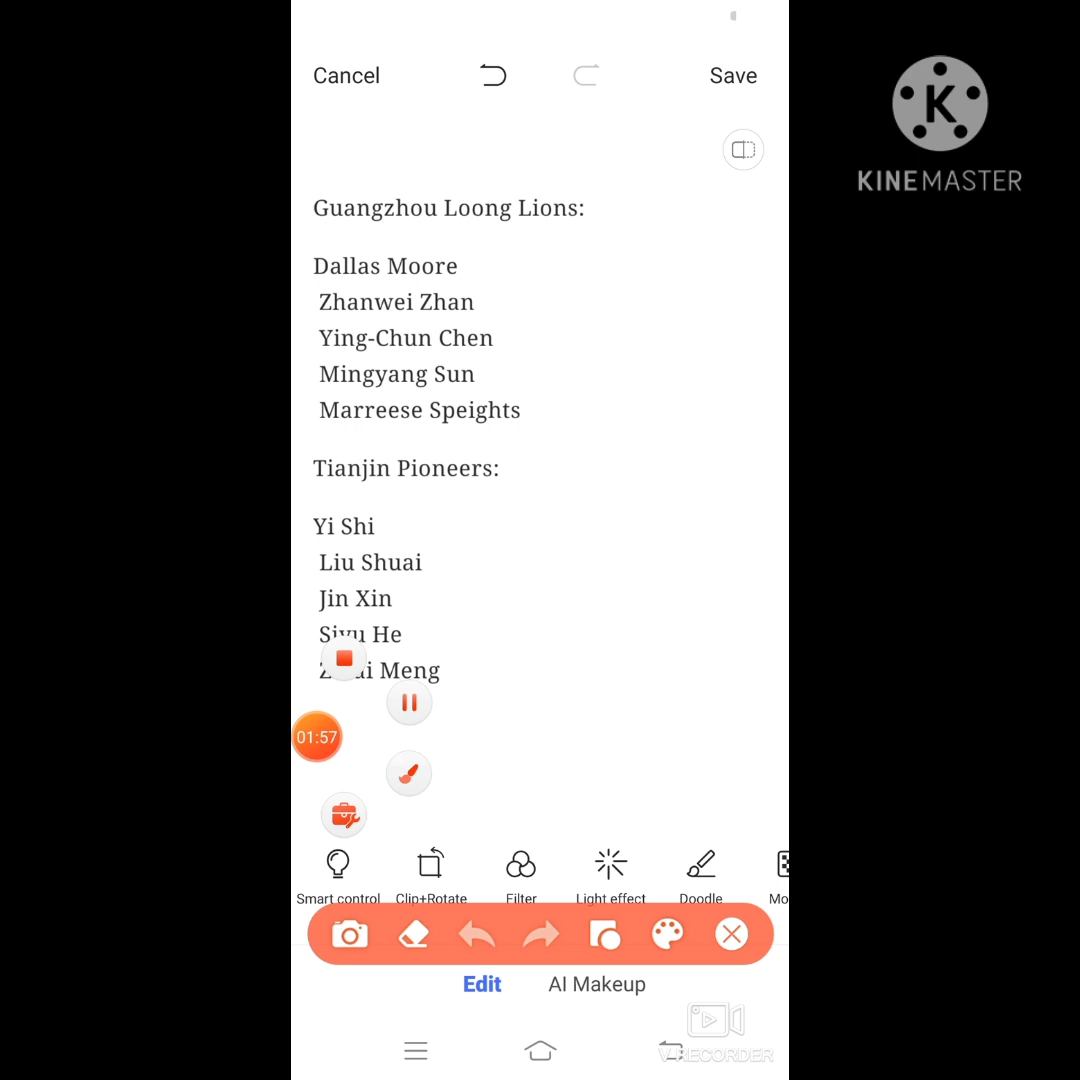 Cancel
Save
KINEMASTER
Guangzhou Loong Lions:
Dallas Moore
Zhanwei Zhan
Ying-Chun Chen
Mingyang Sun
Marreese Speights
Tianjin Pioneers:
Yi Shi
Liu Shuai
Jin Xin
Siyu He
Meng
01:57
Smart control Clip+Rotate Filter Light effect Doodle
Edit AI Makeup
V RECORDER